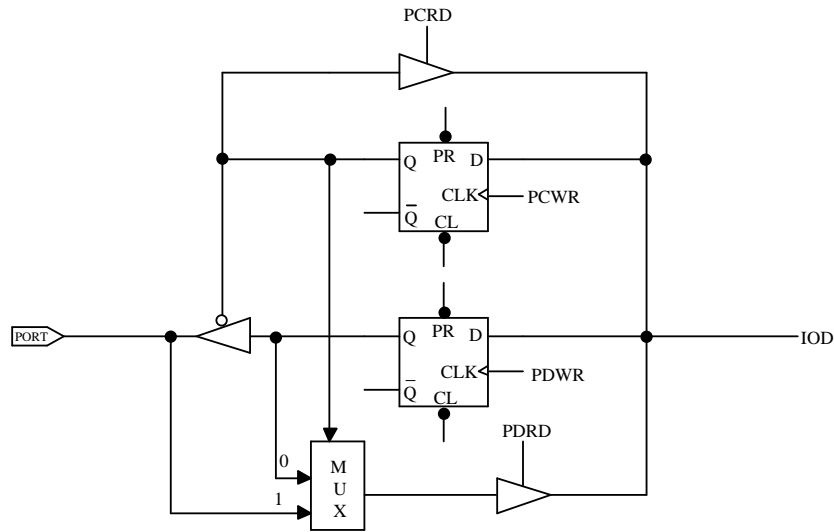 PCRD
Q PR D
CLK PCWR
Q̅ CL
PORT Q PR D IOD
CLK PDWR
Q̅ CL
PDRD
0 M
U
1 X